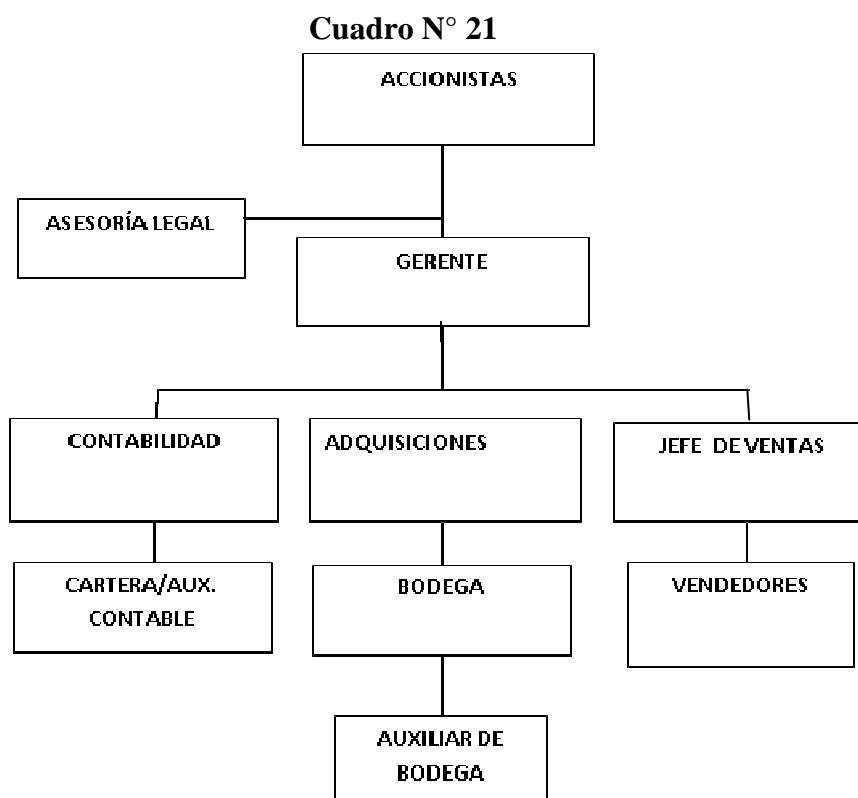 Cuadro N° 21
ACCIONISTAS
ASESORÍA LEGAL
GERENTE
CONTABILIDAD
ADQUISICIONES
JEFE DE VENTAS
CARTERA/AUX.
CONTABLE
BODEGA
VENDEDORES
AUXILIAR DE
BODEGA